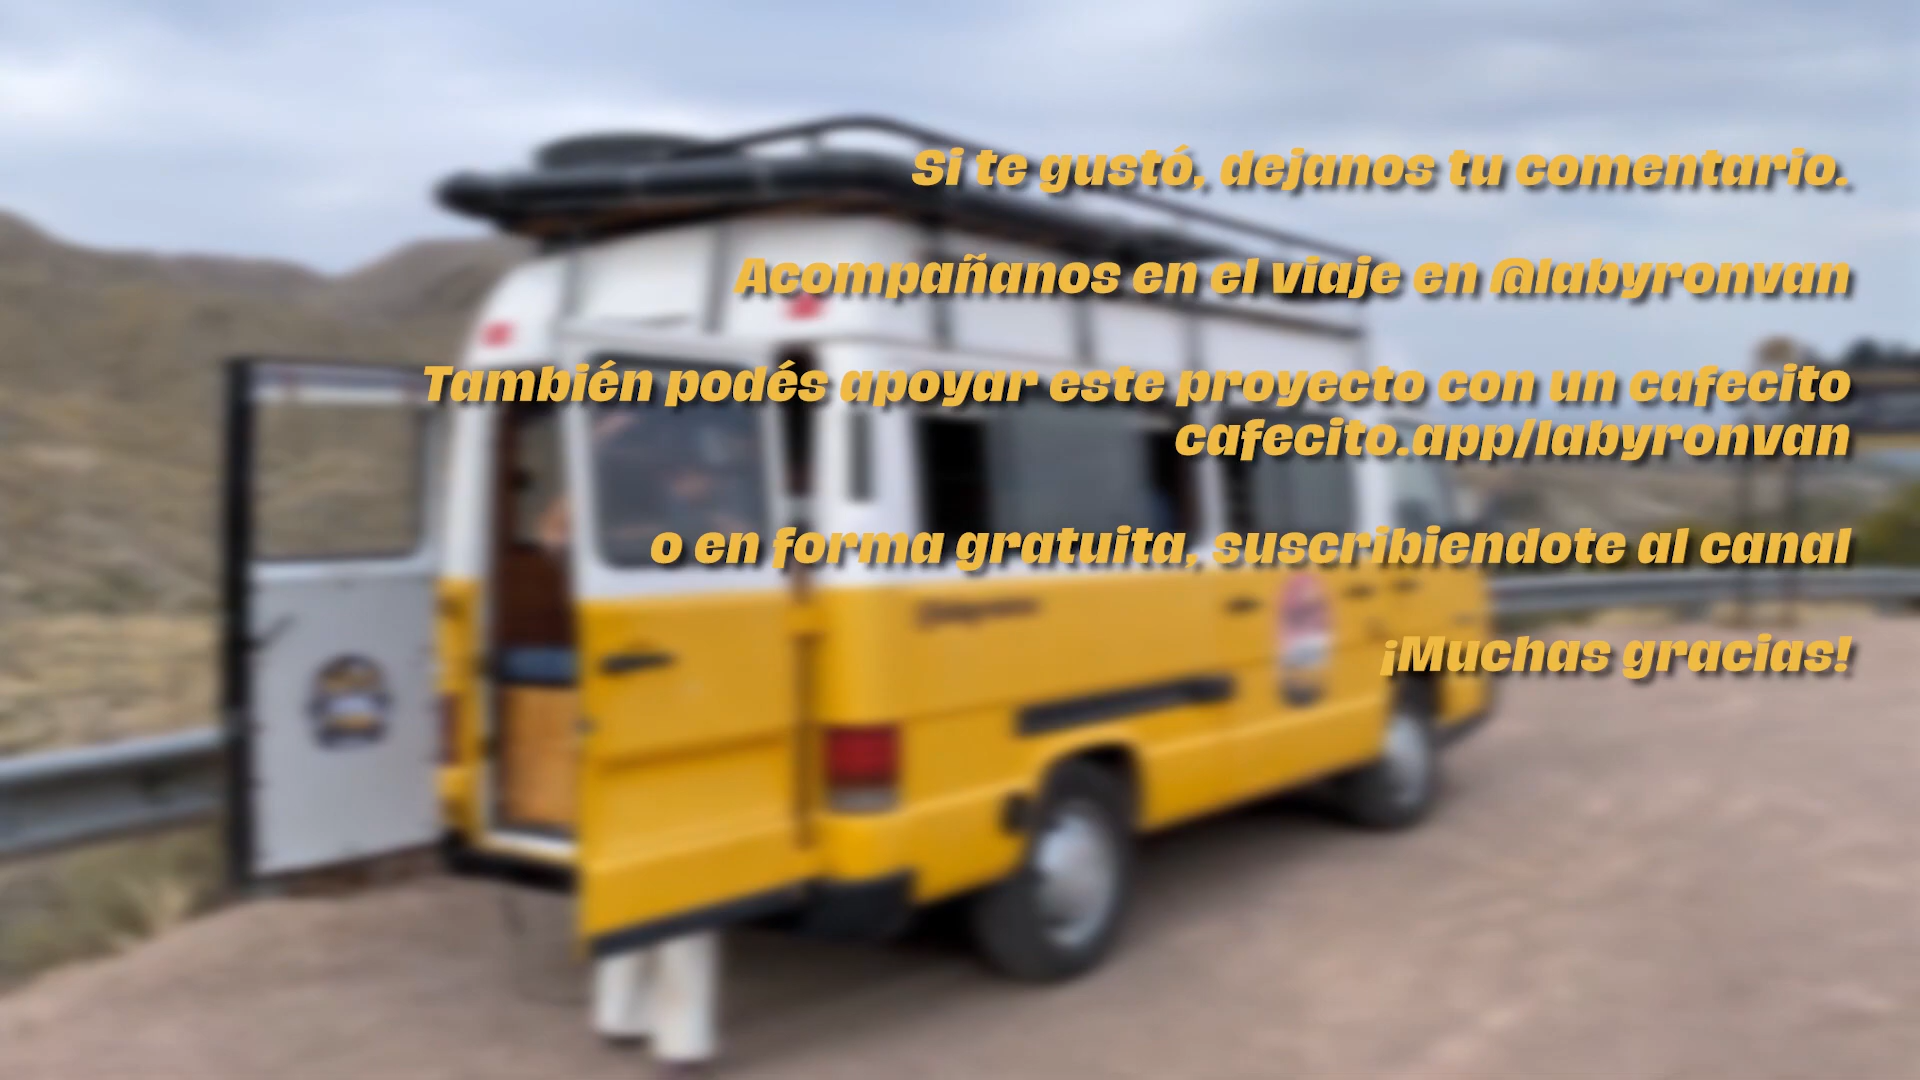 Si te gustó, dejanos tu comentario.
Acompañanos en el viaje en @labyronvan
También podés apoyar este proyecto con un cafecito
cafecito.app/labyronvan
o en forma gratuita, suscribiendote al canal
¡Muchas gracias!